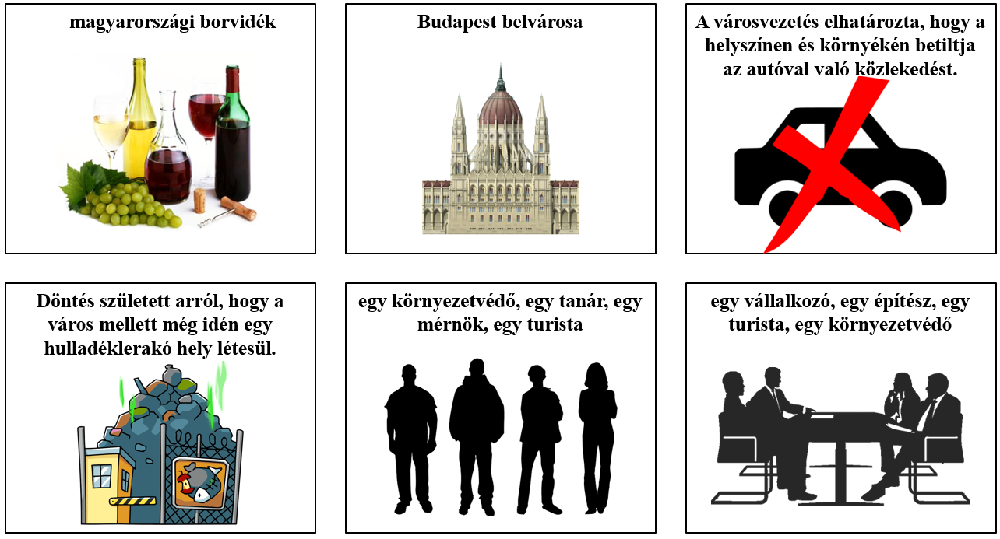 magyarországi borvidék
Budapest belvárosa
A városvezetés elhatározta, hogy a
helyszínen és környékén betiltja
az autóval való közlekedést.
Döntés született arról, hogy a
város mellett még idén egy
hulladéklerakó hely létesül.
egy környezetvédő, egy tanár, egy
mérnök, egy turista
egy vállalkozó, egy építész, egy
turista, egy környezetvédő